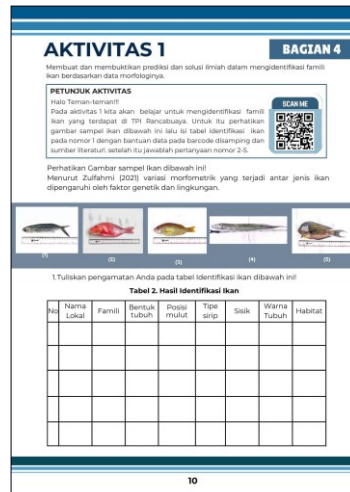 AKTIVITAS 1
BAGIAN 4
Membuat dan membuktikan prediksi dan solusi ilmiah dalam mengidentifikasi famili
ikan berdasarkan data morfologinya.
PETUNJUK AKTIVITAS
Halo Teman-teman!!!
Pada aktivitas 1 kita akan belajar untuk mengidentifikasi famili
ikan yang terdapat di TPI Rancabuaya. Untuk itu perhatikan
gambar sampel ikan dibawah ini lalu isi tabel identifikasi ikan
pada nomor 1 dengan bantuan data pada barcode disamping dan
sumber literatur. setelah itu jawablah pertanyaan nomor 2-5.
SCAN ME
Perhatikan Gambar sampel Ikan dibawah ini!
Menurut Zulfahmi (2021) variasi morfometrik yang terjadi antar jenis ikan
dipengaruhi oleh faktor genetik dan lingkungan.
(1) (2) (3) (4) (5)
1.Tuliskan pengamatan Anda pada tabel Identifikasi ikan dibawah ini!
Tabel 2. Hasil Identifikasi Ikan
No Nama Lokal Famili Bentuk tubuh Posisi mulut Tipe sirip Sisik Warna Tubuh Habitat
10